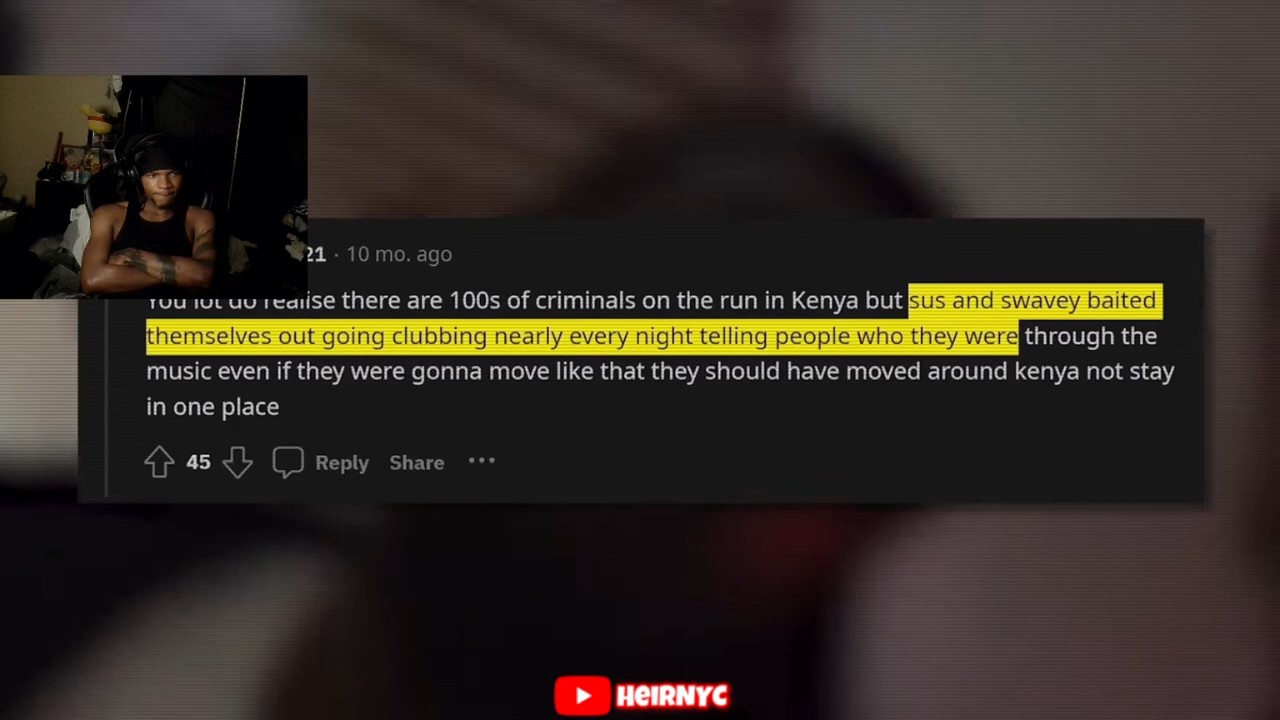 21 · 10 mo. ago
You lot do realise there are 100s of criminals on the run in Kenya but sus and swavey baited
themselves out going clubbing nearly every night telling people who they were through the
music even if they were gonna move like that they should have moved around kenya not stay
in one place
45 Reply Share ···
HEIRNYC